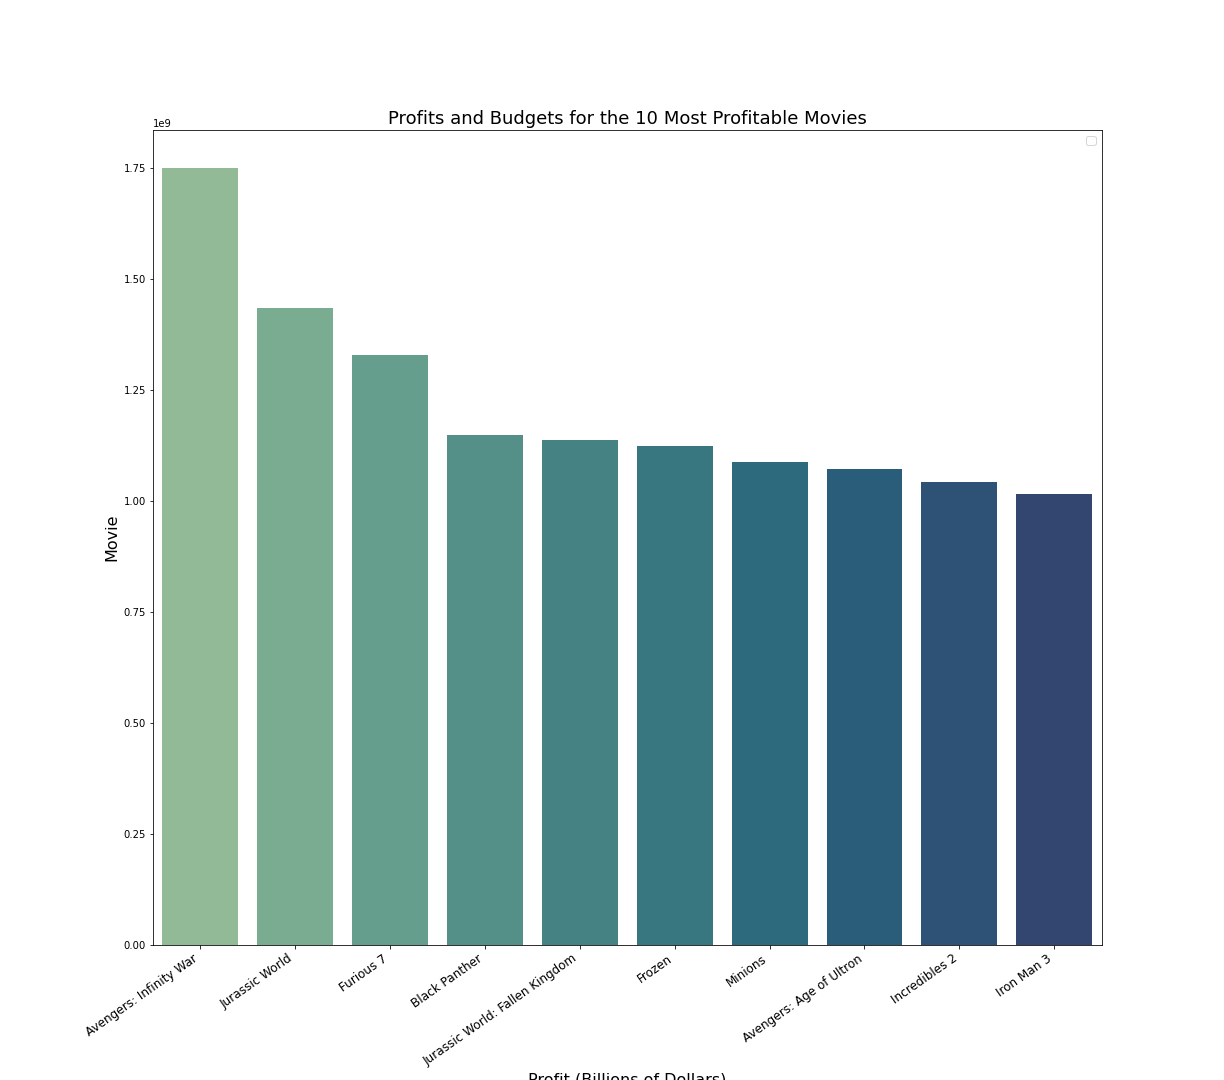 Profits and Budgets for the 10 Most Profitable Movies
1e9
1.75
1.50
1.25
1.00
0.75
0.50
0.25
0.00
Movie
Avengers: Infinity War
Jurassic World
Furious 7
Black Panther
Jurassic World: Fallen Kingdom
Frozen
Minions
Avengers: Age of Ultron
Incredibles 2
Iron Man 3
Profit (Billions of Dollars)